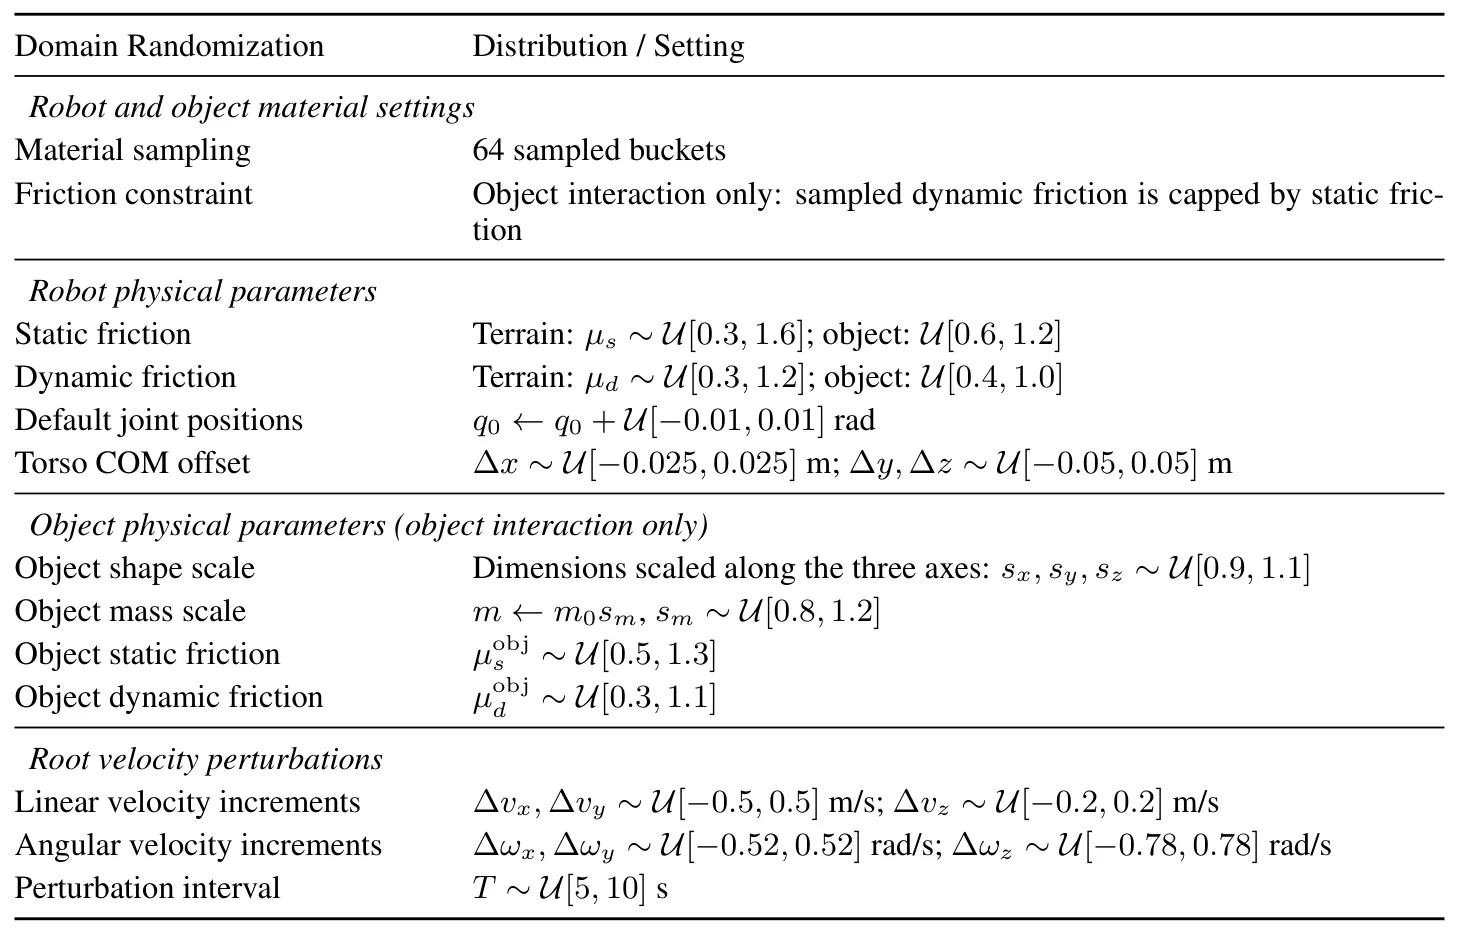 Domain Randomization Distribution / Setting
Robot and object material settings
Material sampling 64 sampled buckets
Friction constraint Object interaction only: sampled dynamic friction is capped by static fric-
tion
Robot physical parameters
Static friction Terrain: μ_s ∼ 𝒰[0.3, 1.6]; object: 𝒰[0.6, 1.2]
Dynamic friction Terrain: μ_d ∼ 𝒰[0.3, 1.2]; object: 𝒰[0.4, 1.0]
Default joint positions q_0 ← q_0 + 𝒰[−0.01, 0.01] rad
Torso COM offset Δx ∼ 𝒰[−0.025, 0.025] m; Δy, Δz ∼ 𝒰[−0.05, 0.05] m
Object physical parameters (object interaction only)
Object shape scale Dimensions scaled along the three axes: s_x, s_y, s_z ∼ 𝒰[0.9, 1.1]
Object mass scale m ← m_0 s_m, s_m ∼ 𝒰[0.8, 1.2]
Object static friction μ_s^obj ∼ 𝒰[0.5, 1.3]
Object dynamic friction μ_d^obj ∼ 𝒰[0.3, 1.1]
Root velocity perturbations
Linear velocity increments Δv_x, Δv_y ∼ 𝒰[−0.5, 0.5] m/s; Δv_z ∼ 𝒰[−0.2, 0.2] m/s
Angular velocity increments Δω_x, Δω_y ∼ 𝒰[−0.52, 0.52] rad/s; Δω_z ∼ 𝒰[−0.78, 0.78] rad/s
Perturbation interval T ∼ 𝒰[5, 10] s